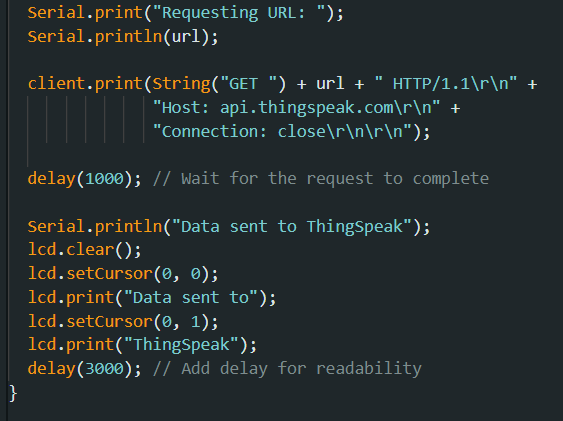 Serial.print("Requesting URL: ");
Serial.println(url);
client.print(String("GET ") + url + " HTTP/1.1\r\n" +
"Host: api.thingspeak.com\r\n" +
"Connection: close\r\n\r\n");
delay(1000); // Wait for the request to complete
Serial.println("Data sent to ThingSpeak");
lcd.clear();
lcd.setCursor(0, 0);
lcd.print("Data sent to");
lcd.setCursor(0, 1);
lcd.print("ThingSpeak");
delay(3000); // Add delay for readability
}